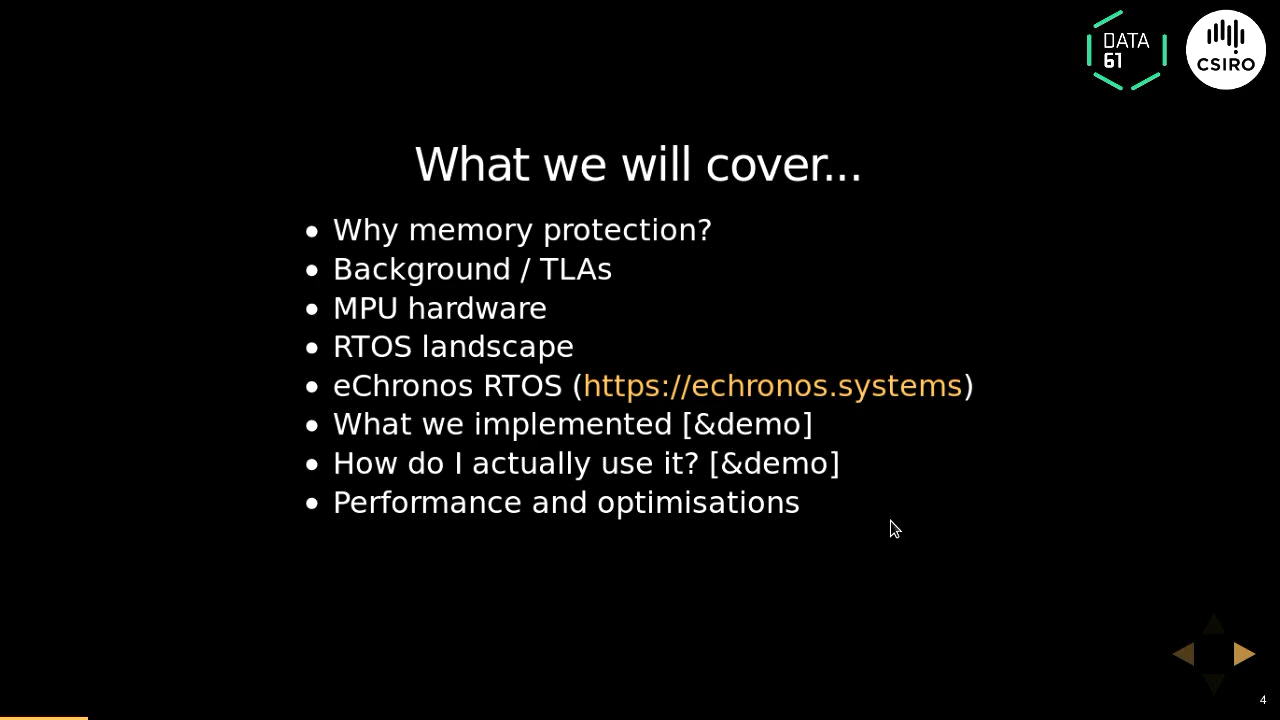 DATA
61
CSIRO
What we will cover...
Why memory protection?
Background / TLAs
MPU hardware
RTOS landscape
eChronos RTOS (https://echronos.systems)
What we implemented [&demo]
How do I actually use it? [&demo]
Performance and optimisations
4